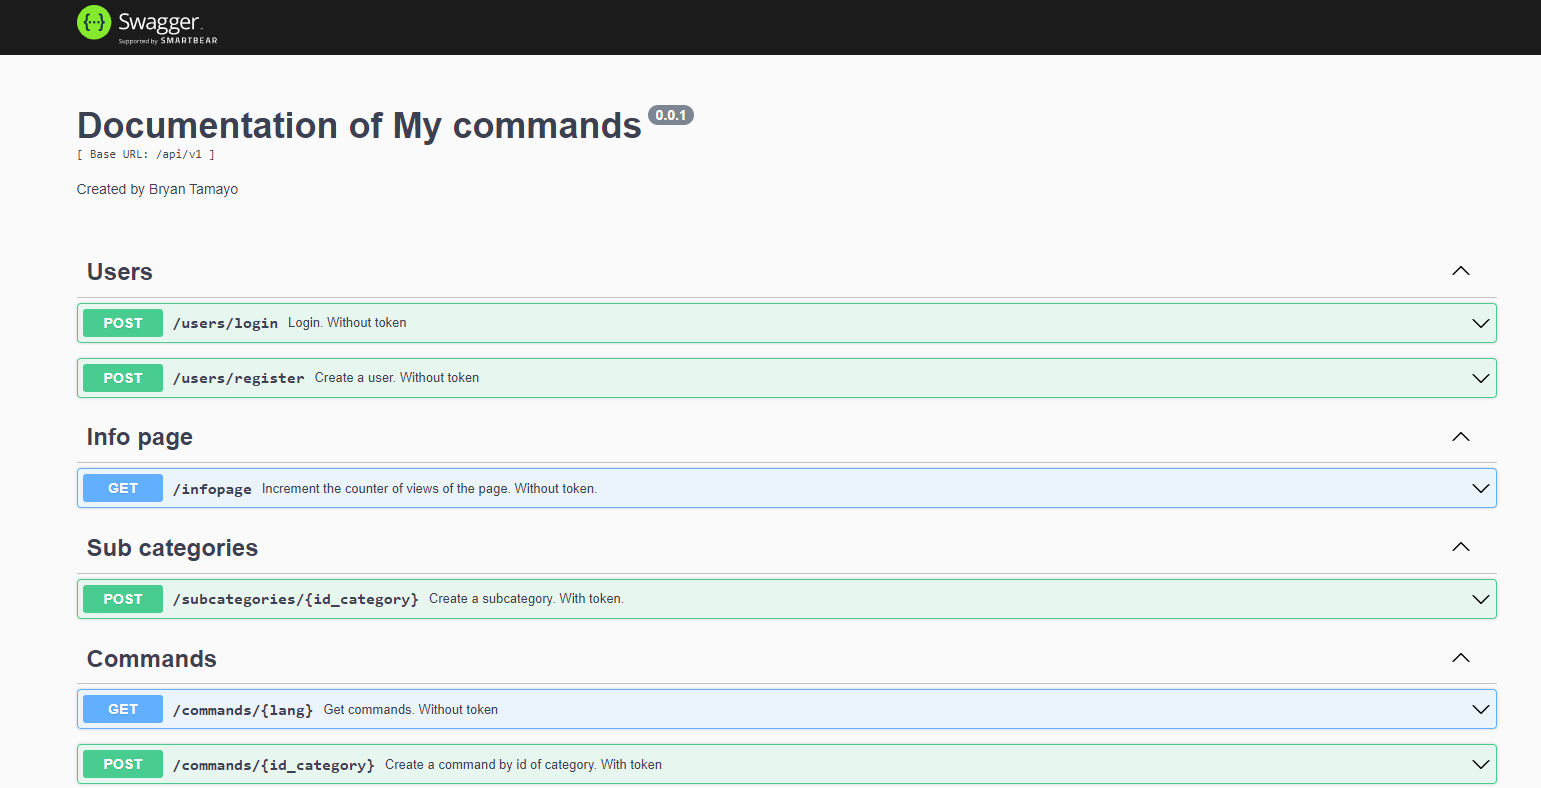 {···} Swagger
Supported by SMARTBEAR
Documentation of My commands 0.0.1
[ Base URL: /api/v1 ]
Created by Bryan Tamayo
Users
POST /users/login Login. Without token
POST /users/register Create a user. Without token
Info page
GET /infopage Increment the counter of views of the page. Without token.
Sub categories
POST /subcategories/{id_category} Create a subcategory. With token.
Commands
GET /commands/{lang} Get commands. Without token
POST /commands/{id_category} Create a command by id of category. With token